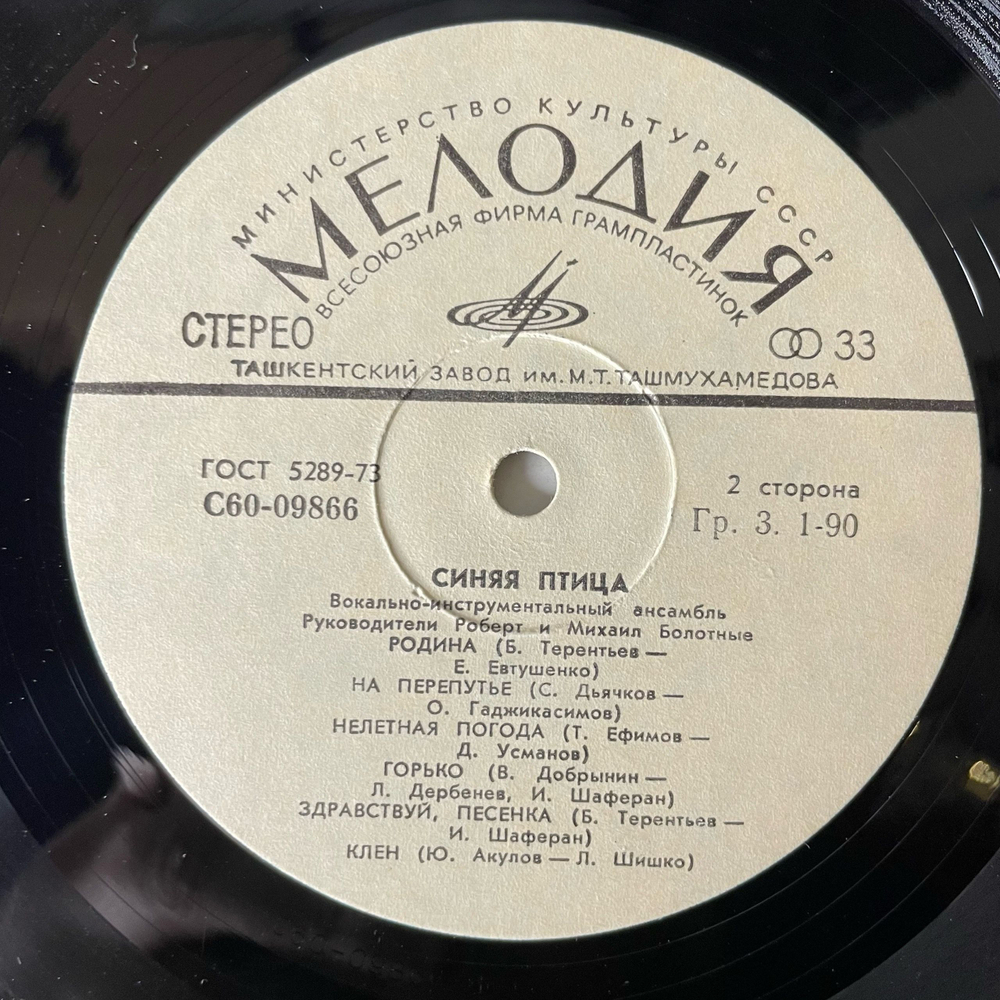 МИНИСТЕРСТВО КУЛЬТУРЫ СССР
МЕЛОДИЯ
ВСЕСОЮЗНАЯ ФИРМА ГРАМПЛАСТИНОК
СТЕРЕО
33
ТАШКЕНТСКИЙ ЗАВОД ИМ. М.Т. ТАШМУХАМЕДОВА
ГОСТ 5289-73
С60-09866
2 сторона
Гр. 3. 1-90
СИНЯЯ ПТИЦА
Вокально-инструментальный ансамбль
Руководители Роберт и Михаил Болотные
РОДИНА (Б. Терентьев —
Е. Евтушенко)
НА ПЕРЕПУТЬЕ (С. Дьячков —
О. Гаджикасимов)
НЕЛЕТНАЯ ПОГОДА (Т. Ефимов —
Д. Усманов)
ГОРЬКО (В. Добрынин —
Л. Дербенев, И. Шаферан)
ЗДРАВСТВУЙ, ПЕСЕНКА (Б. Терентьев —
И. Шаферан)
КЛЕН (Ю. Акулов — Л. Шишко)